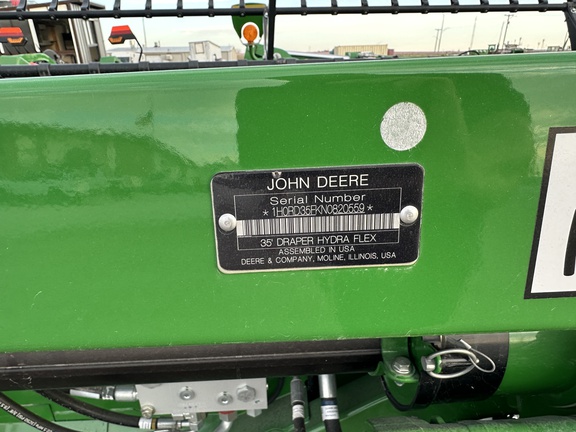 JOHN DEERE
Serial Number
*1H0RD35FKN0820559*
35' DRAPER HYDRA FLEX
ASSEMBLED IN USA
DEERE & COMPANY, MOLINE, ILLINOIS, USA